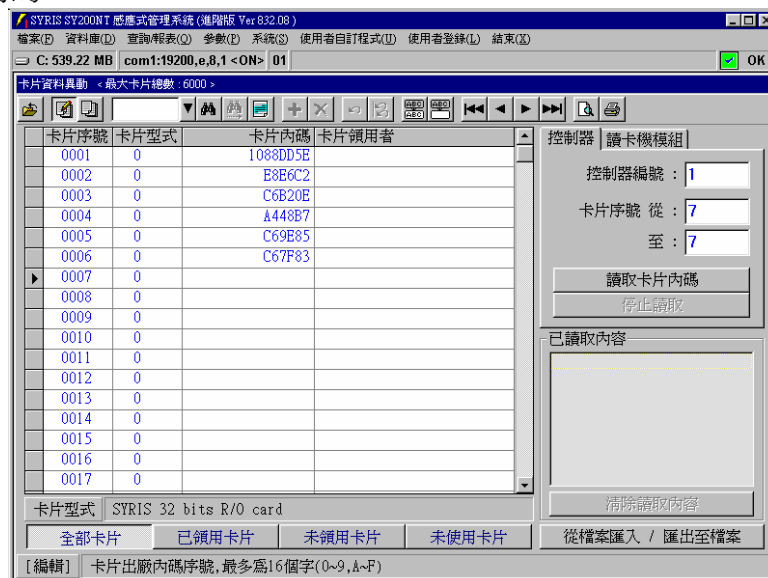 SYRIS SY200NT 感應式管理系統 (進階版 Ver 832.08 )
檔案(F) 資料庫(D) 查詢/報表(Q) 參數(P) 系統(S) 使用者自訂程式(U) 使用者登錄(L) 結束(X)
C: 539.22 MB com1:19200,e,8,1 <ON> 01 OK
卡片資料異動 <最大卡片總數 : 6000 >
卡片序號 卡片型式 卡片內碼 卡片領用者
0001 0 1088DD5E
0002 0 E8E6C2
0003 0 C6B20E
0004 0 A448B7
0005 0 C69E85
0006 0 C67F83
0007 0
0008 0
0009 0
0010 0
0011 0
0012 0
0013 0
0014 0
0015 0
0016 0
0017 0
卡片型式 SYRIS 32 bits R/O card
全部卡片 已領用卡片 未領用卡片 未使用卡片
控制器 讀卡機模組
控制器編號 : 1
卡片序號 從 : 7
至 : 7
讀取卡片內碼
停止讀取
已讀取內容
清除讀取內容
從檔案匯入 / 匯出至檔案
[編輯] 卡片出廠內碼序號,最多為16個字(0~9,A~F)